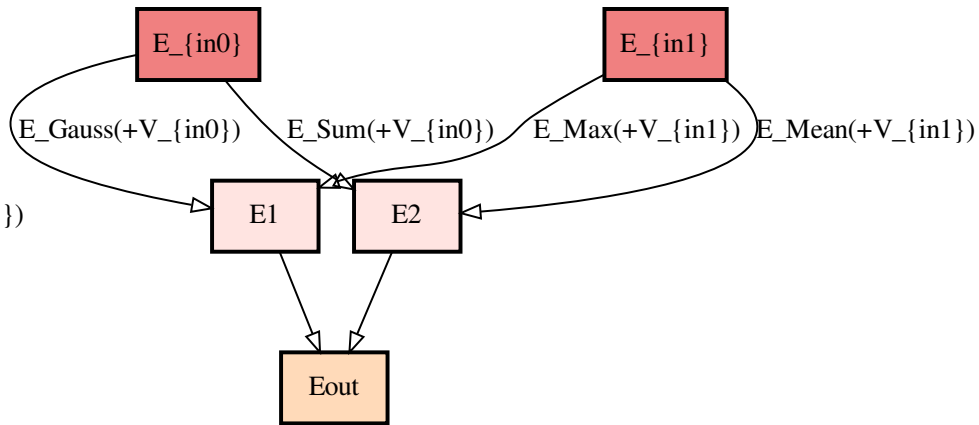 E_{in0}
E_{in1}
E_Gauss(+V_{in0})
E_Sum(+V_{in0})
E_Max(+V_{in1})
E_Mean(+V_{in1})
})
E1
E2
Eout